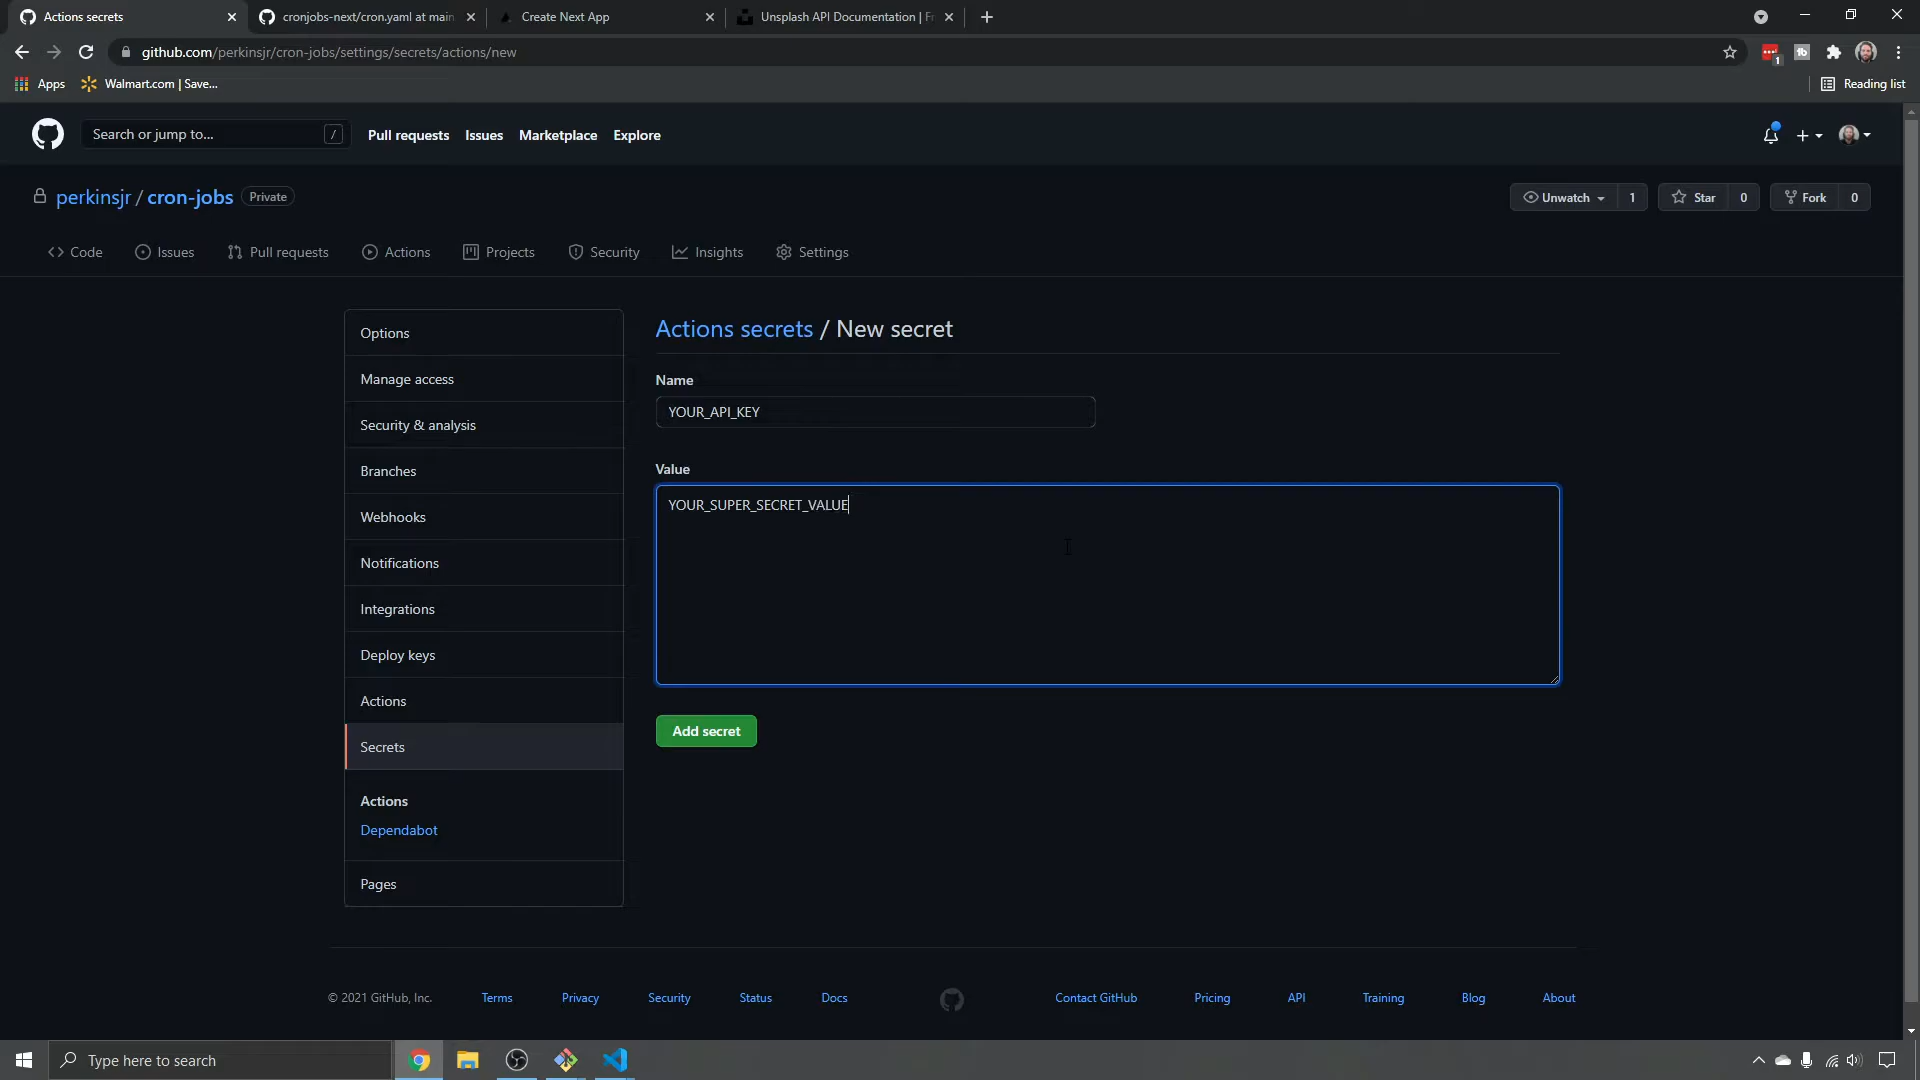 Actions secrets
cronjobs-next/cron.yaml at main
Create Next App
Unsplash API Documentation | Fr
github.com/perkinsjr/cron-jobs/settings/secrets/actions/new
1
Apps
Walmart.com | Save...
Reading list
Search or jump to...
/
Pull requests
Issues
Marketplace
Explore
perkinsjr / cron-jobs
Private
Unwatch
1
Star
0
Fork
0
Code
Issues
Pull requests
Actions
Projects
Security
Insights
Settings
Options
Manage access
Security & analysis
Branches
Webhooks
Notifications
Integrations
Deploy keys
Actions
Secrets
Actions
Dependabot
Pages
Actions secrets / New secret
Name
YOUR_API_KEY
Value
YOUR_SUPER_SECRET_VALUE
Add secret
© 2021 GitHub, Inc.
Terms
Privacy
Security
Status
Docs
Contact GitHub
Pricing
API
Training
Blog
About
Type here to search